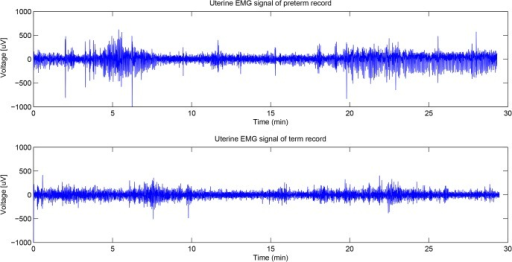 Uterine EMG signal of preterm record
1000
500
0
-500
-1000
Voltage [uV]
0 5 10 15 20 25 30
Time (min)
Uterine EMG signal of term record
1000
500
0
-500
-1000
Voltage [uV]
0 5 10 15 20 25 30
Time (min)